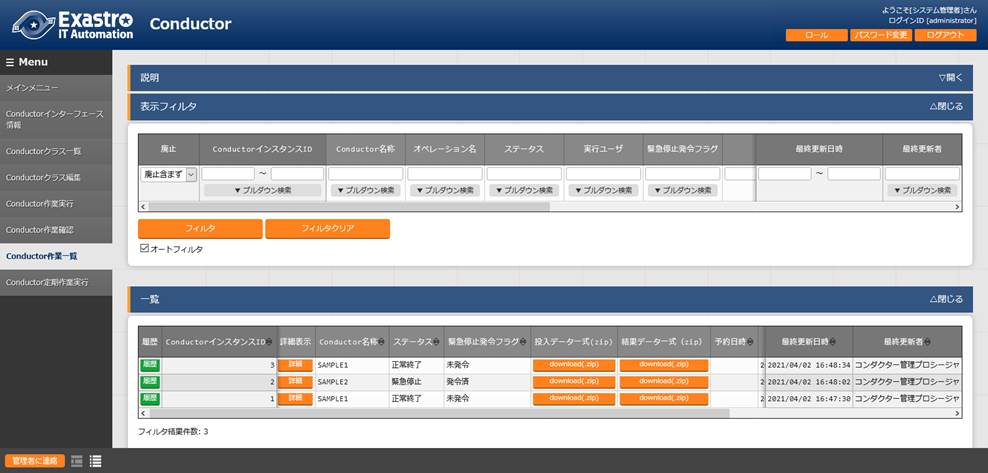 Exastro
IT Automation
Conductor
ようこそ[システム管理者]さん
ログインID [administrator]
ロール
パスワード変更
ログアウト
Menu
メインメニュー
Conductorインターフェース
情報
Conductorクラス一覧
Conductorクラス編集
Conductor作業実行
Conductor作業確認
Conductor作業一覧
Conductor定期作業実行
説明
▽開く
表示フィルタ
△閉じる
廃止 ConductorインスタンスID Conductor名称 オペレーション名 ステータス 実行ユーザ 緊急停止発令フラグ 最終更新日時 最終更新者
廃止含まず ～ ～
▼プルダウン検索 ▼プルダウン検索 ▼プルダウン検索 ▼プルダウン検索 ▼プルダウン検索 ▼プルダウン検索 ▼プルダウン検索
フィルタ フィルタクリア
オートフィルタ
一覧
△閉じる
履歴 ConductorインスタンスID 詳細表示 Conductor名称 ステータス 緊急停止発令フラグ 投入データ一式(zip) 結果データ一式(zip) 予約日時 最終更新日時 最終更新者
履歴 3 詳細 SAMPLE1 正常終了 未発令 download(.zip) download(.zip) 2 2021/04/02 16:48:34 コンダクター管理プロシージャ
履歴 2 詳細 SAMPLE2 緊急停止 発令済 download(.zip) download(.zip) 2 2021/04/02 16:48:02 コンダクター管理プロシージャ
履歴 1 詳細 SAMPLE1 正常終了 未発令 download(.zip) download(.zip) 2 2021/04/02 16:47:30 コンダクター管理プロシージャ
フィルタ結果件数: 3
管理者に連絡